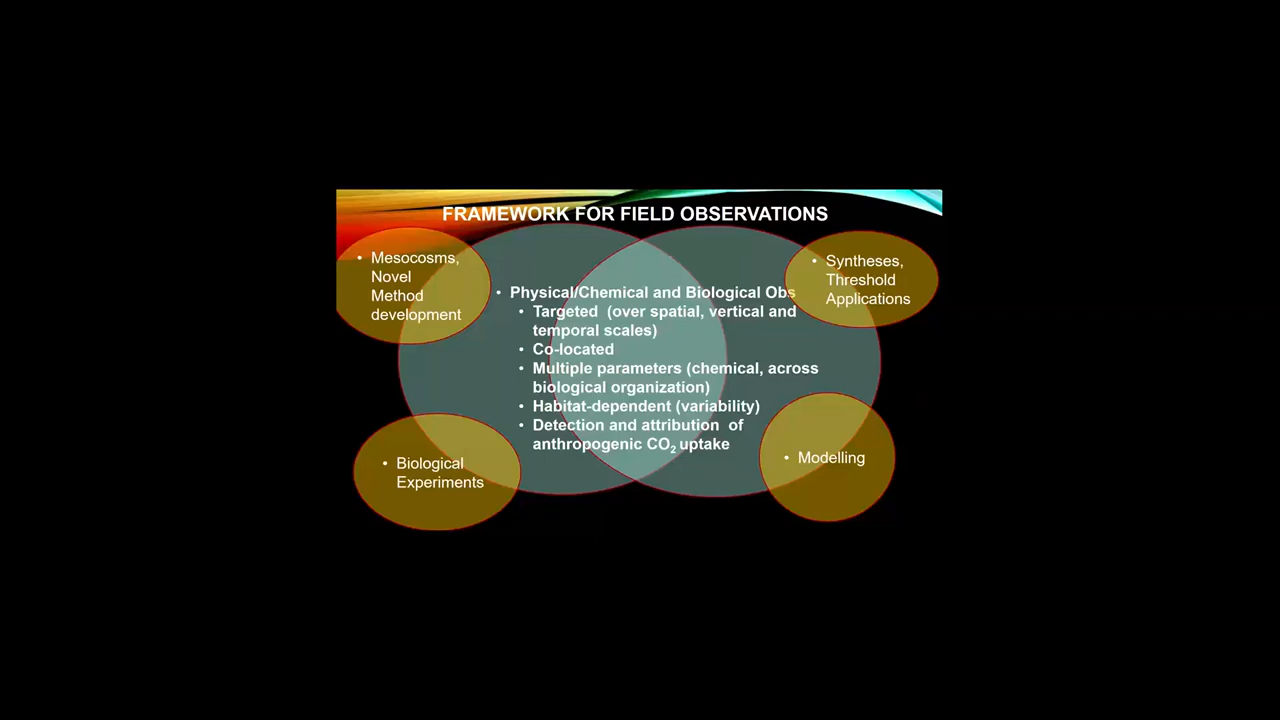 FRAMEWORK FOR FIELD OBSERVATIONS
• Mesocosms,
Novel
Method
development
• Syntheses,
Threshold
Applications
• Physical/Chemical and Biological Obs
• Targeted (over spatial, vertical and
temporal scales)
• Co-located
• Multiple parameters (chemical, across
biological organization)
• Habitat-dependent (variability)
• Detection and attribution of
anthropogenic CO₂ uptake
• Biological
Experiments
• Modelling